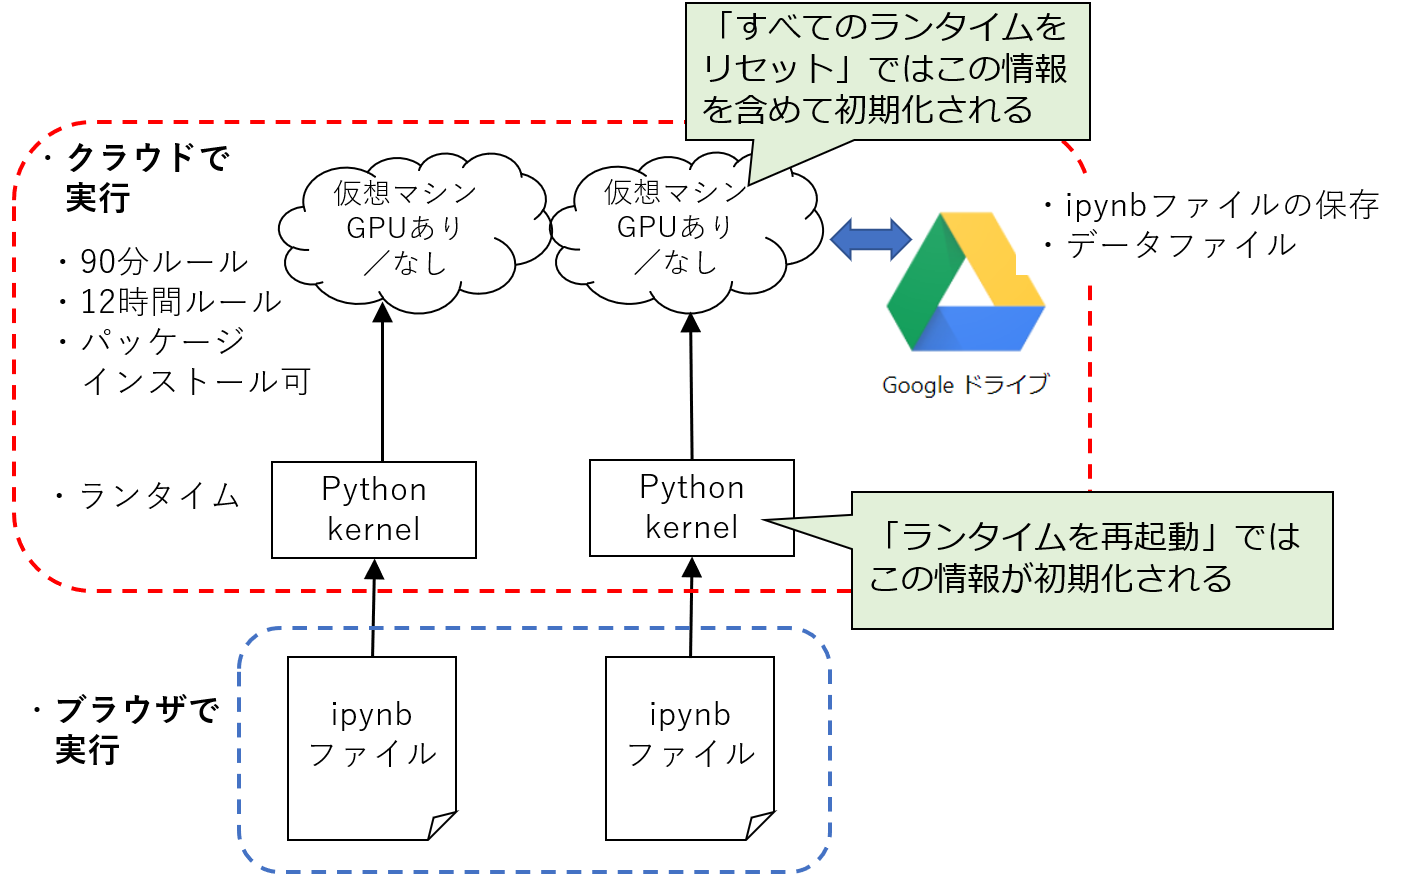 「すべてのランタイムを
リセット」ではこの情報
を含めて初期化される
・クラウドで
実行
・90分ルール
・12時間ルール
・パッケージ
インストール可
仮想マシン
GPUあり
／なし
仮想マシン
GPUあり
／なし
・ipynbファイルの保存
・データファイル
Google ドライブ
・ランタイム
Python
kernel
Python
kernel
「ランタイムを再起動」では
この情報が初期化される
・ブラウザで
実行
ipynb
ファイル
ipynb
ファイル